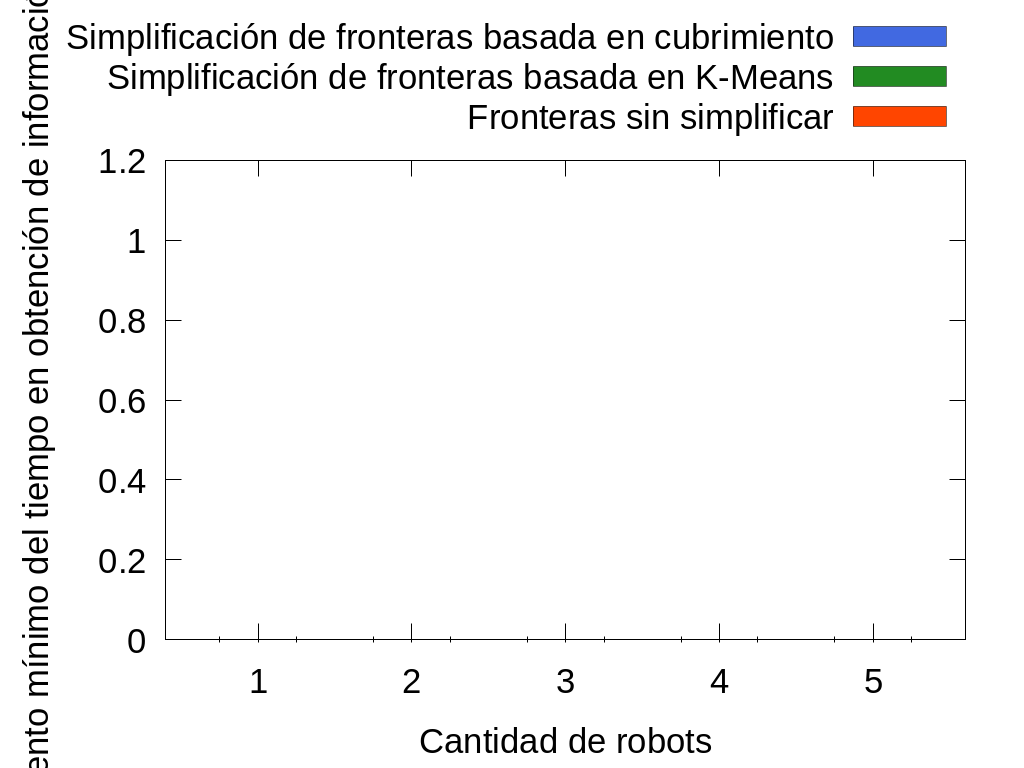 Simplificación de fronteras basada en cubrimiento
Simplificación de fronteras basada en K-Means
Fronteras sin simplificar
mínimo del tiempo en obtención de
1.2
1
0.8
0.6
0.4
0.2
0
1 2 3 4 5
Cantidad de robots